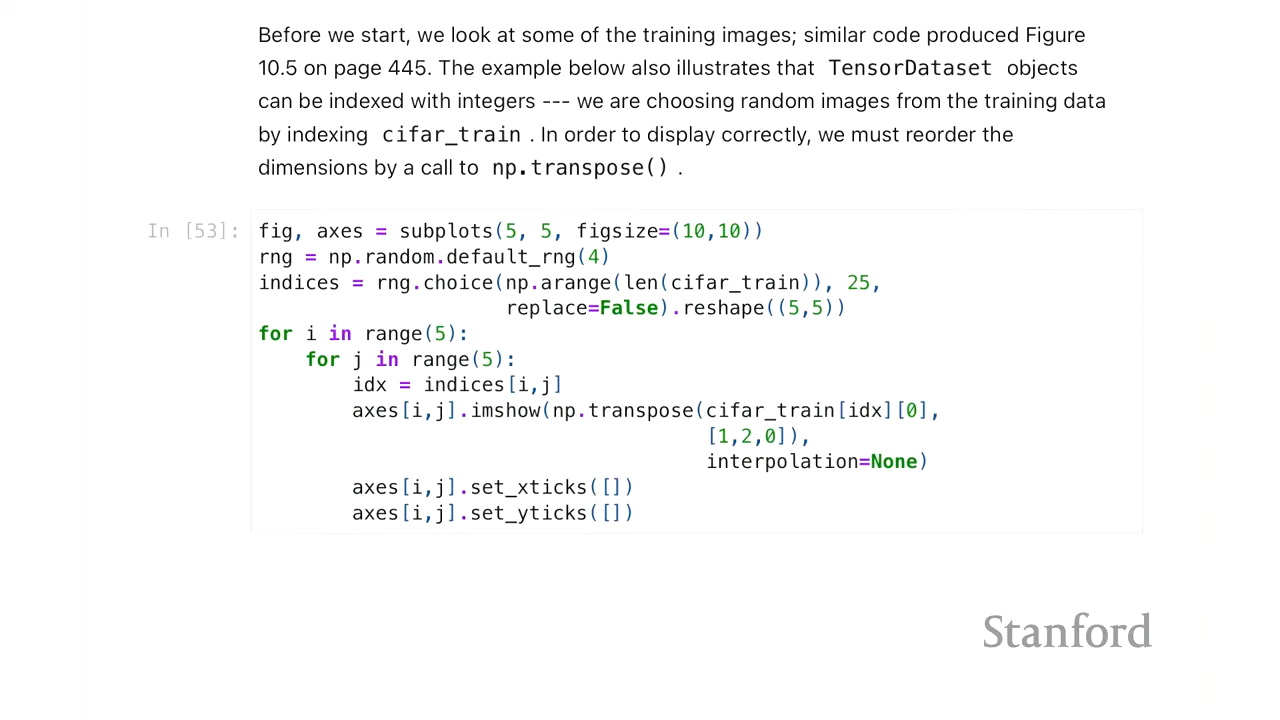 Before we start, we look at some of the training images; similar code produced Figure
10.5 on page 445. The example below also illustrates that TensorDataset objects
can be indexed with integers --- we are choosing random images from the training data
by indexing cifar_train . In order to display correctly, we must reorder the
dimensions by a call to np.transpose() .
In [53]: fig, axes = subplots(5, 5, figsize=(10,10))
rng = np.random.default_rng(4)
indices = rng.choice(np.arange(len(cifar_train)), 25,
                     replace=False).reshape((5,5))
for i in range(5):
    for j in range(5):
        idx = indices[i,j]
        axes[i,j].imshow(np.transpose(cifar_train[idx][0],
                                      [1,2,0]),
                                      interpolation=None)
        axes[i,j].set_xticks([])
        axes[i,j].set_yticks([])
Stanford